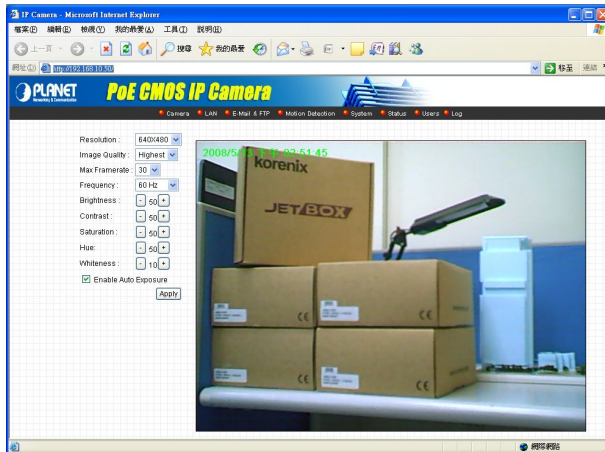 IP Camera - Microsoft Internet Explorer
檔案(F) 編輯(E) 檢視(V) 我的最愛(A) 工具(T) 說明(H)
上一頁 搜尋 我的最愛
網址(D) http://192.168.10.30/ 移至 連結
PLANET
Networking & Communication
PoE CMOS IP Camera
Camera LAN E-Mail & FTP Motion Detection System Status Users Log
Resolution : 640X480
Image Quality : Highest
Max Framerate : 30
Frequency : 60 Hz
Brightness : - 50 +
Contrast : - 50 +
Saturation : - 50 +
Hue: - 50 +
Whiteness : - 10 +
Enable Auto Exposure
Apply
korenix
JETBOX
CE
CE
CE
CE
網際網路